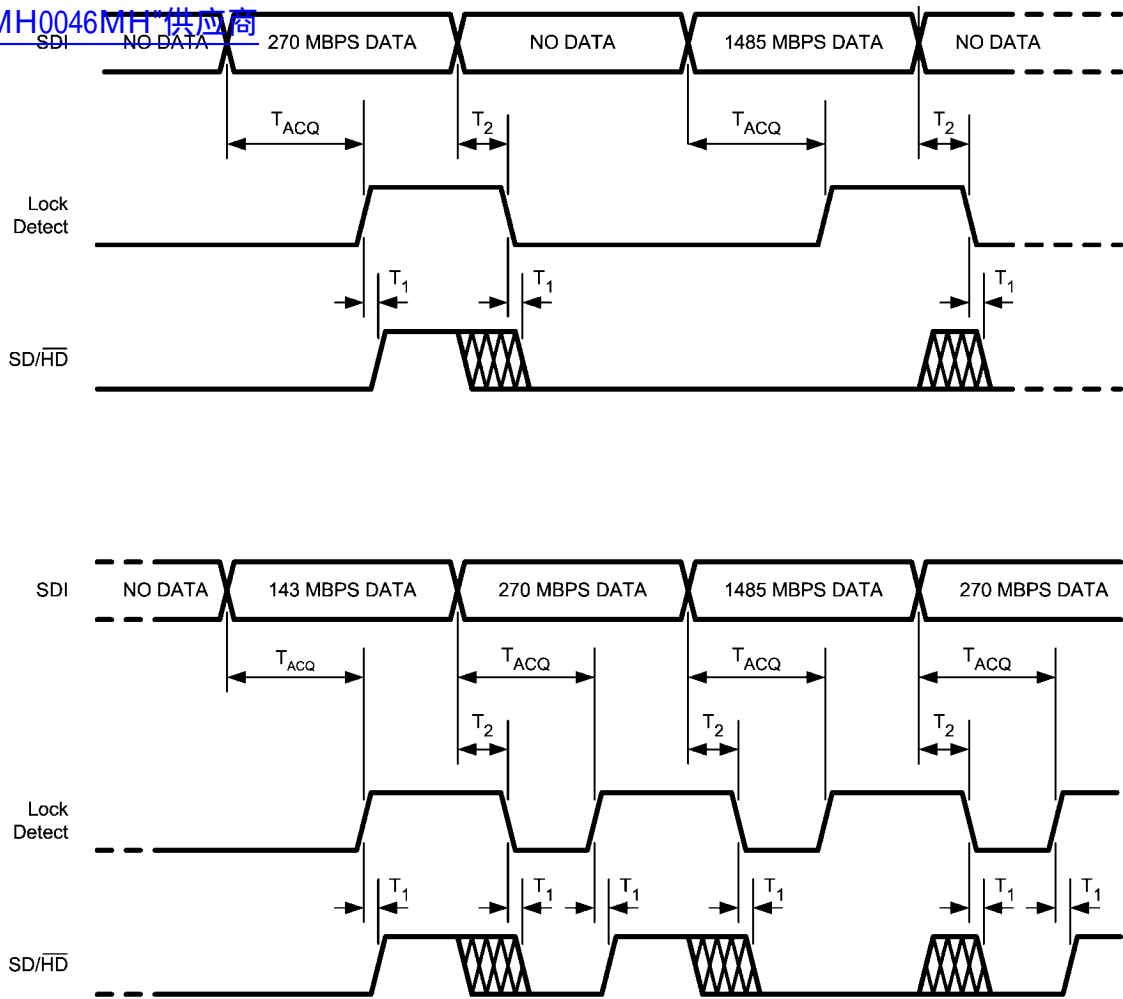 MH0046MH"供应商
SDI NO DATA 270 MBPS DATA NO DATA 1485 MBPS DATA NO DATA
TACQ T2 TACQ T2
Lock
Detect
T1 T1 T1
SD/HD
SDI NO DATA 143 MBPS DATA 270 MBPS DATA 1485 MBPS DATA 270 MBPS DATA
TACQ TACQ TACQ TACQ
T2 T2 T2
Lock
Detect
T1 T1 T1 T1 T1 T1
SD/HD